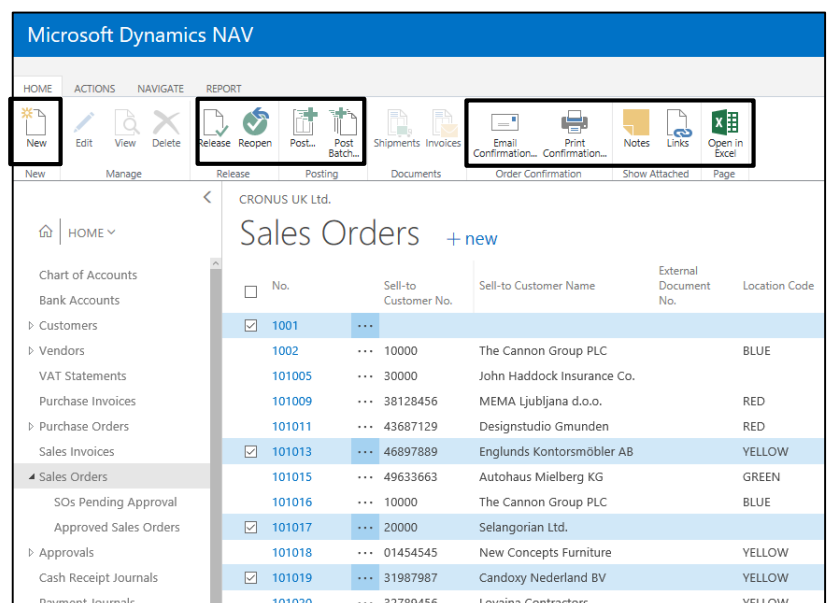 Microsoft Dynamics NAV
HOME ACTIONS NAVIGATE REPORT
New Edit View Delete Release Reopen Post... Post Batch... Shipments Invoices Email Confirmation... Print Confirmation... Notes Links Open in Excel
New Manage Release Posting Documents Order Confirmation Show Attached Page
HOME
Chart of Accounts
Bank Accounts
Customers
Vendors
VAT Statements
Purchase Invoices
Purchase Orders
Sales Invoices
Sales Orders
SOs Pending Approval
Approved Sales Orders
Approvals
Cash Receipt Journals
Payment Journals
CRONUS UK Ltd.
Sales Orders + new
No. Sell-to Customer No. Sell-to Customer Name External Document No. Location Code
1001 ...
1002 ... 10000 The Cannon Group PLC BLUE
101005 ... 30000 John Haddock Insurance Co.
101009 ... 38128456 MEMA Ljubljana d.o.o. RED
101011 ... 43687129 Designstudio Gmunden RED
101013 ... 46897889 Englunds Kontorsmöbler AB YELLOW
101015 ... 49633663 Autohaus Mielberg KG GREEN
101016 ... 10000 The Cannon Group PLC BLUE
101017 ... 20000 Selangorian Ltd.
101018 ... 01454545 New Concepts Furniture YELLOW
101019 ... 31987987 Candoxy Nederland BV YELLOW
101020 ... 32789456 Lovaina Contractors YELLOW